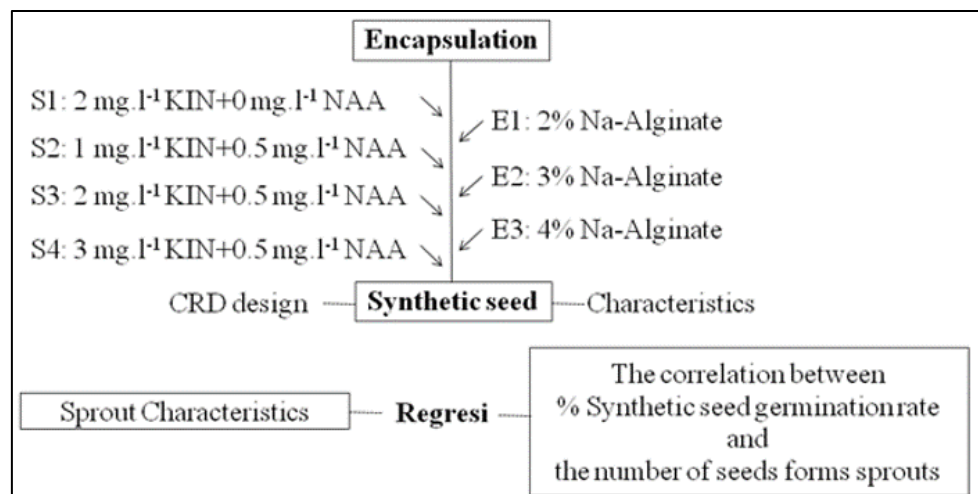 Encapsulation
S1: 2 mg.l⁻¹ KIN+0 mg.l⁻¹ NAA
E1: 2% Na-Alginate
S2: 1 mg.l⁻¹ KIN+0.5 mg.l⁻¹ NAA
E2: 3% Na-Alginate
S3: 2 mg.l⁻¹ KIN+0.5 mg.l⁻¹ NAA
E3: 4% Na-Alginate
S4: 3 mg.l⁻¹ KIN+0.5 mg.l⁻¹ NAA
CRD design
Synthetic seed
Characteristics
Sprout Characteristics
Regresi
The correlation between
% Synthetic seed germination rate
and
the number of seeds forms sprouts